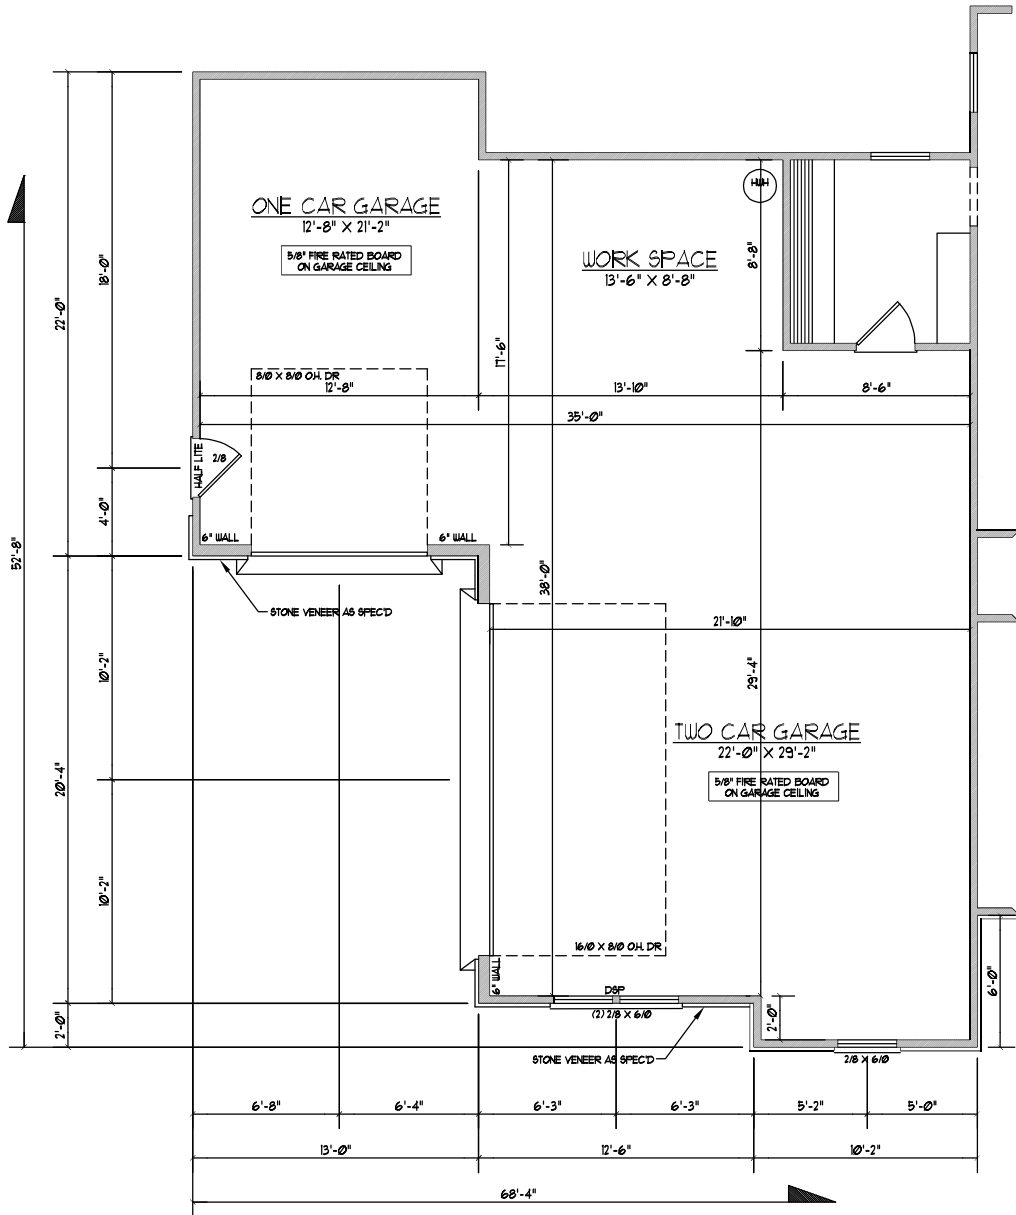 ONE CAR GARAGE
12'-8" X 21'-2"
5/8" FIRE RATED BOARD
ON GARAGE CEILING
HWH
WORK SPACE
13'-6" X 8'-8"
8'-8"
18'-0"
22'-0"
17'-6"
8/0 X 8/0 O.H. DR
12'-8"
13'-10"
8'-6"
35'-0"
HALF LITE
2/8
4'-0"
6" WALL
6" WALL
52'-8"
38'-0"
STONE VENEER AS SPEC'D
21'-10"
10'-2"
29'-4"
TWO CAR GARAGE
22'-0" X 29'-2"
5/8" FIRE RATED BOARD
ON GARAGE CEILING
20'-4"
10'-2"
16/0 X 8/0 O.H. DR
6" WALL
6'-0"
DSP
(2) 2/8 X 6/0
2'-0"
2'-0"
STONE VENEER AS SPEC'D
2/8 X 6/0
6'-8"
6'-4"
6'-3"
6'-3"
5'-2"
5'-0"
13'-0"
12'-6"
10'-2"
68'-4"